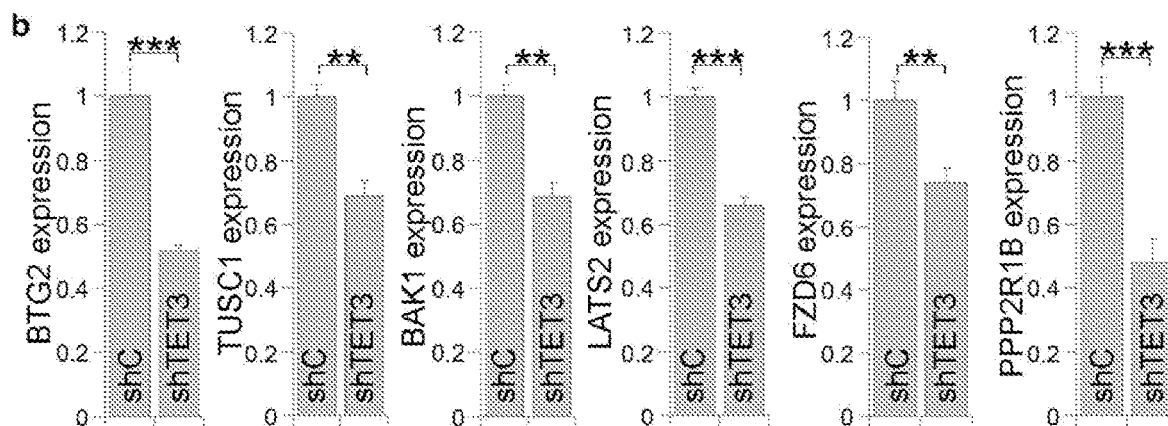 b
BTG2 expression
1.2
1
0.8
0.6
0.4
0.2
0
***
shC
shTET3
TUSC1 expression
1.2
1
0.8
0.6
0.4
0.2
0
**
shC
shTET3
BAK1 expression
1.2
1
0.8
0.6
0.4
0.2
0
**
shC
shTET3
LATS2 expression
1.2
1
0.8
0.6
0.4
0.2
0
***
shC
shTET3
FZD6 expression
1.2
1
0.8
0.6
0.4
0.2
0
**
shC
shTET3
PPP2R1B expression
1.2
1
0.8
0.6
0.4
0.2
0
***
shC
shTET3